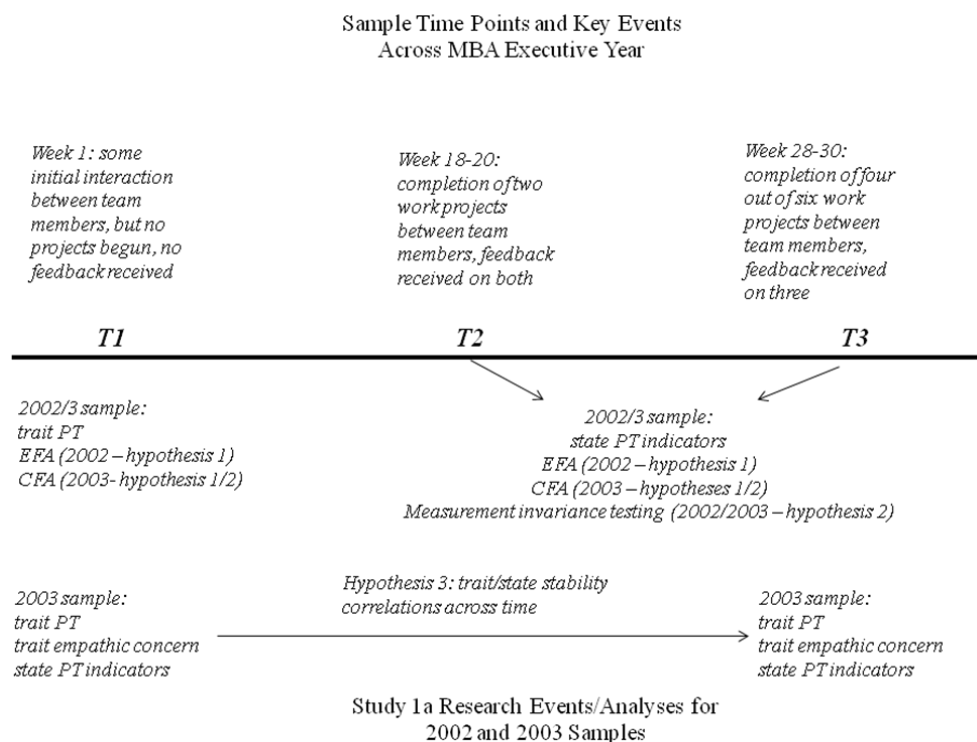 Sample Time Points and Key Events
Across MBA Executive Year
Week 1: some
initial interaction
between team
members, but no
projects begun, no
feedback received
Week 18-20:
completion of two
work projects
between team
members, feedback
received on both
Week 28-30:
completion of four
out of six work
projects between
team members,
feedback received
on three
T1
T2
T3
2002/3 sample:
trait PT
EFA (2002 – hypothesis 1)
CFA (2003- hypothesis 1/2)
2002/3 sample:
state PT indicators
EFA (2002 – hypothesis 1)
CFA (2003 – hypotheses 1/2)
Measurement invariance testing (2002/2003 – hypothesis 2)
2003 sample:
trait PT
trait empathic concern
state PT indicators
Hypothesis 3: trait/state stability
correlations across time
2003 sample:
trait PT
trait empathic concern
state PT indicators
Study 1a Research Events/Analyses for
2002 and 2003 Samples